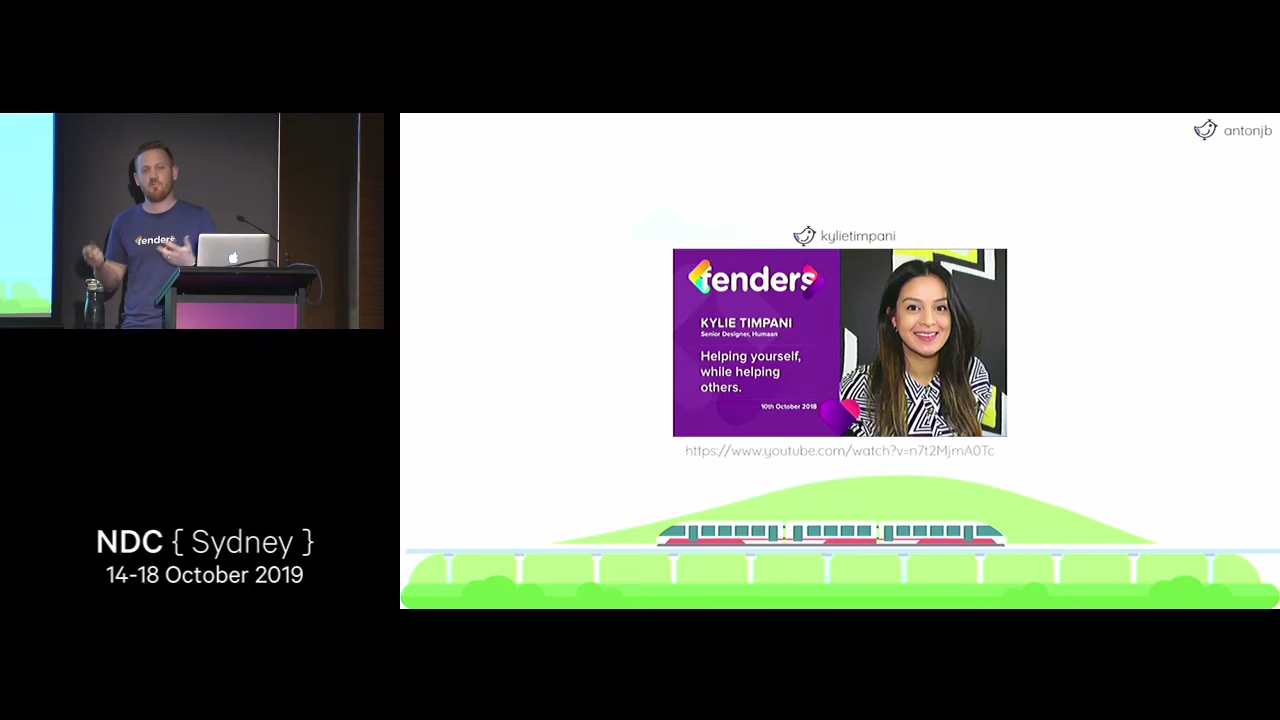 fenders
NDC { Sydney }
14-18 October 2019
antonjb
kylietimpani
fenders
KYLIE TIMPANI
Senior Designer, Humaan
Helping yourself,
while helping
others.
10th October 2018
https://www.youtube.com/watch?v=n7t2MjmA0Tc